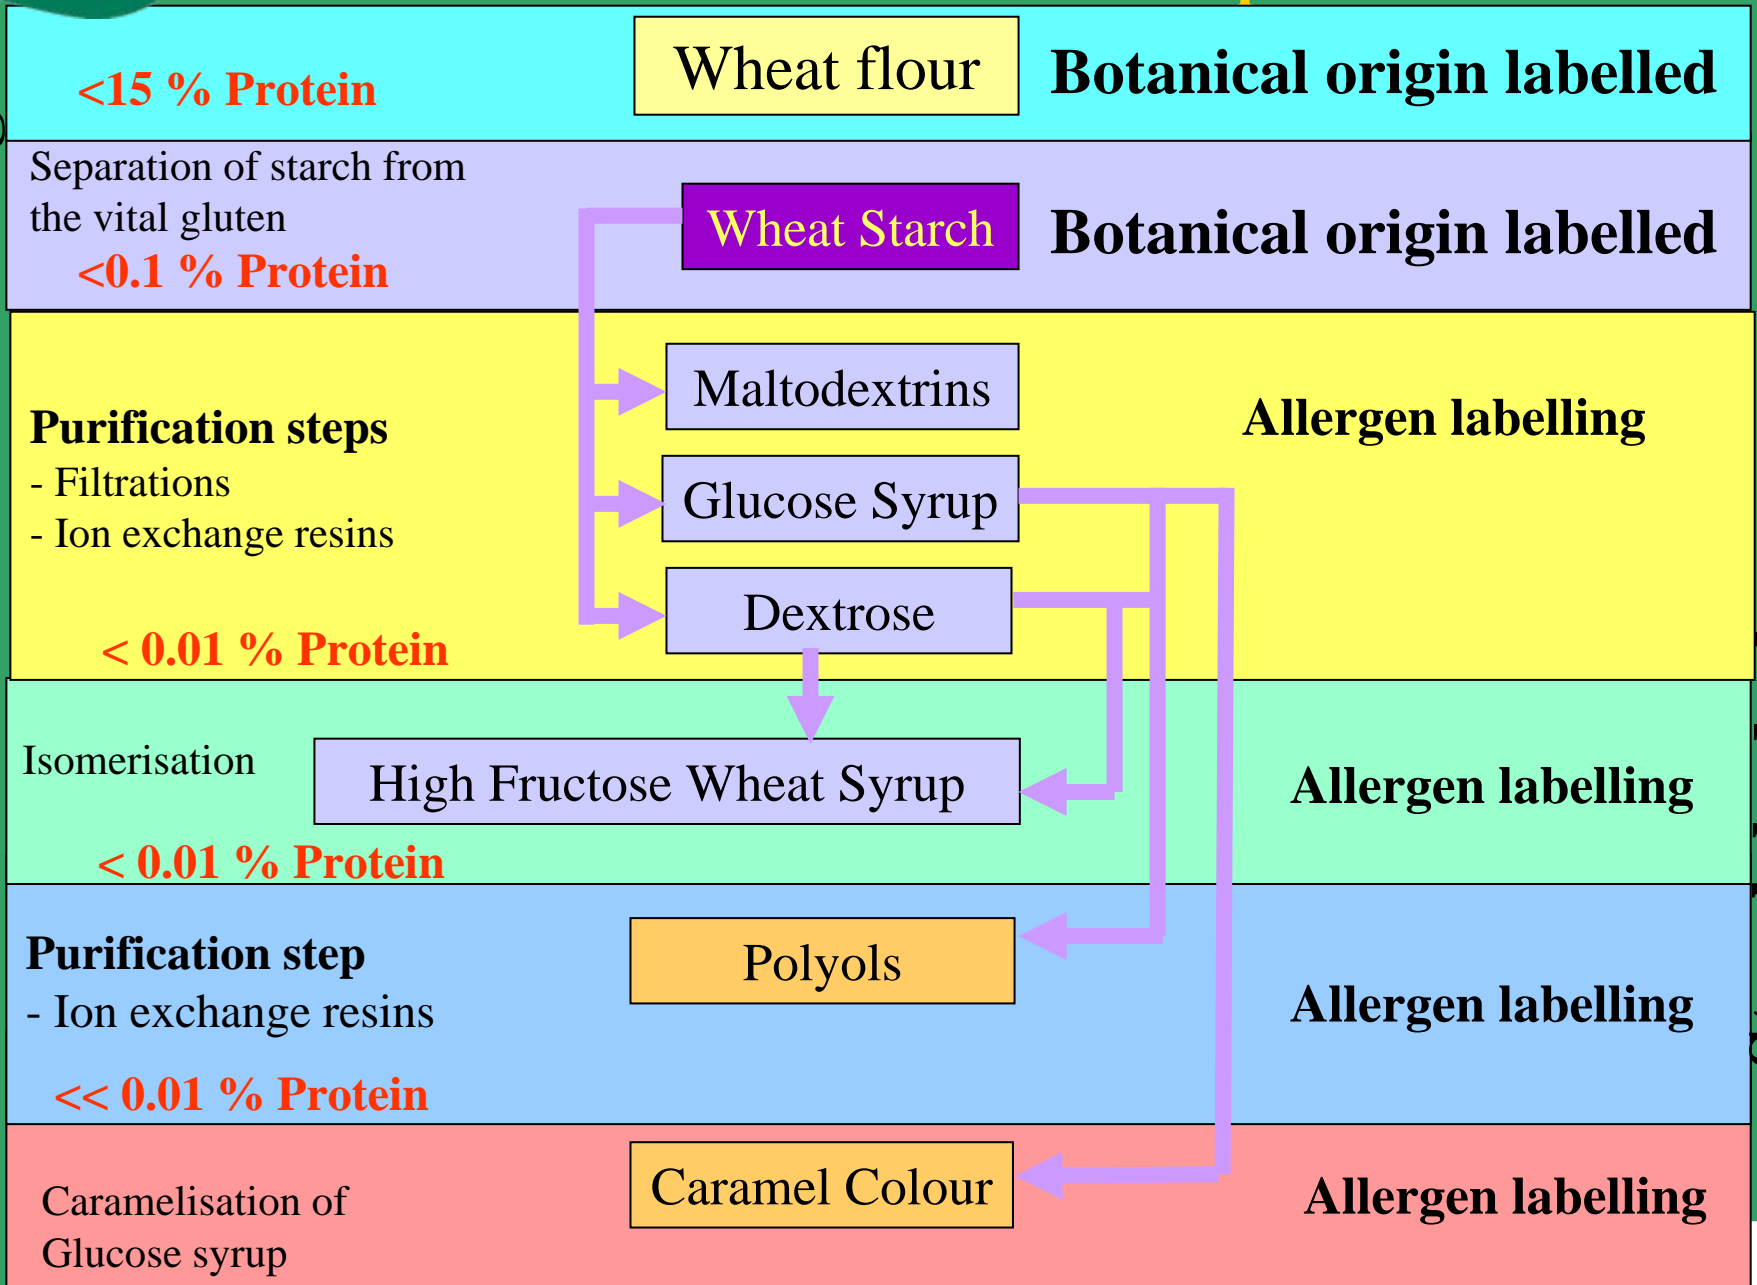 <15 % Protein
Wheat flour
Botanical origin labelled
Separation of starch from
the vital gluten
<0.1 % Protein
Wheat Starch
Botanical origin labelled
Purification steps
- Filtrations
- Ion exchange resins
< 0.01 % Protein
Maltodextrins
Glucose Syrup
Dextrose
Allergen labelling
Isomerisation
High Fructose Wheat Syrup
< 0.01 % Protein
Allergen labelling
Purification step
- Ion exchange resins
<< 0.01 % Protein
Polyols
Allergen labelling
Caramelisation of
Glucose syrup
Caramel Colour
Allergen labelling